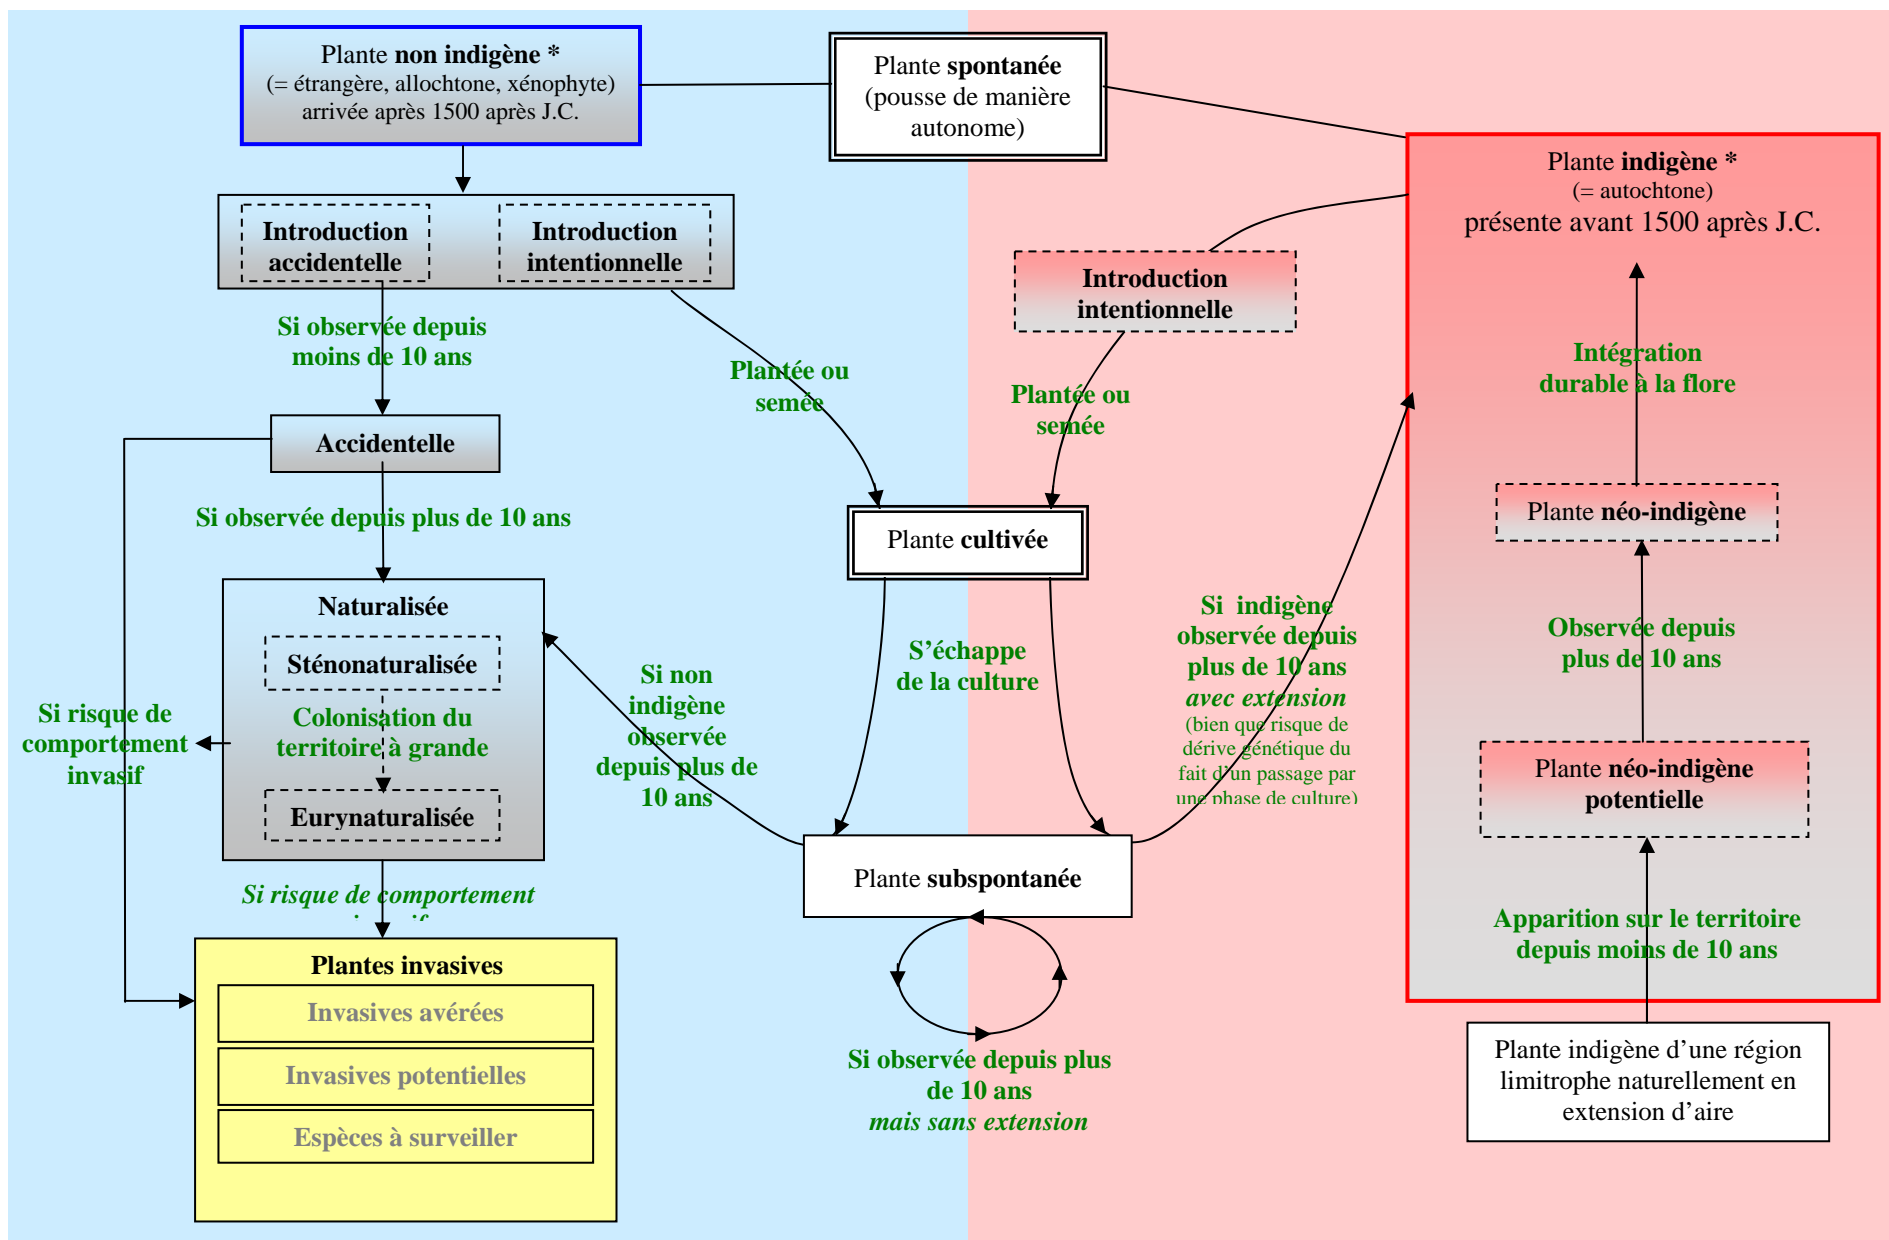 Plante non indigène *
(= étrangère, allochtone, xénophyte)
arrivée après 1500 après J.C.
Plante spontanée
(pousse de manière
autonome)
Plante indigène *
(= autochtone)
présente avant 1500 après J.C.
Introduction
accidentelle
Introduction
intentionnelle
Introduction
intentionnelle
Si observée depuis
moins de 10 ans
Plantée ou
semée
Plantée ou
semée
Intégration
durable à la flore
Accidentelle
Si observée depuis plus de 10 ans
Plante cultivée
Plante néo-indigène
Naturalisée
Sténonaturalisée
Colonisation du
territoire à grande
Eurynaturalisée
Si risque de
comportement
invasif
Si non
indigène
observée
depuis plus de
10 ans
S’échappe
de la culture
Si indigène
observée depuis
plus de 10 ans
avec extension
(bien que risque de
dérive génétique du
fait d’un passage par
une phase de culture)
Observée depuis
plus de 10 ans
Plante néo-indigène
potentielle
Plante subspontanée
Si risque de comportement
Apparition sur le territoire
depuis moins de 10 ans
Plantes invasives
Invasives avérées
Invasives potentielles
Espèces à surveiller
Si observée depuis plus
de 10 ans
mais sans extension
Plante indigène d’une région
limitrophe naturellement en
extension d’aire